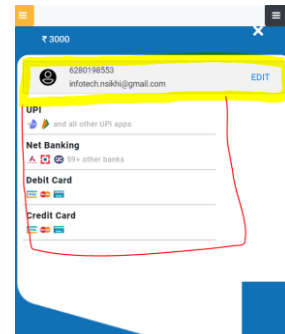 ₹ 3000
6280198553
infotech.nsikhi@gmail.com
EDIT
UPI
and all other UPI apps
Net Banking
59+ other banks
Debit Card
Credit Card